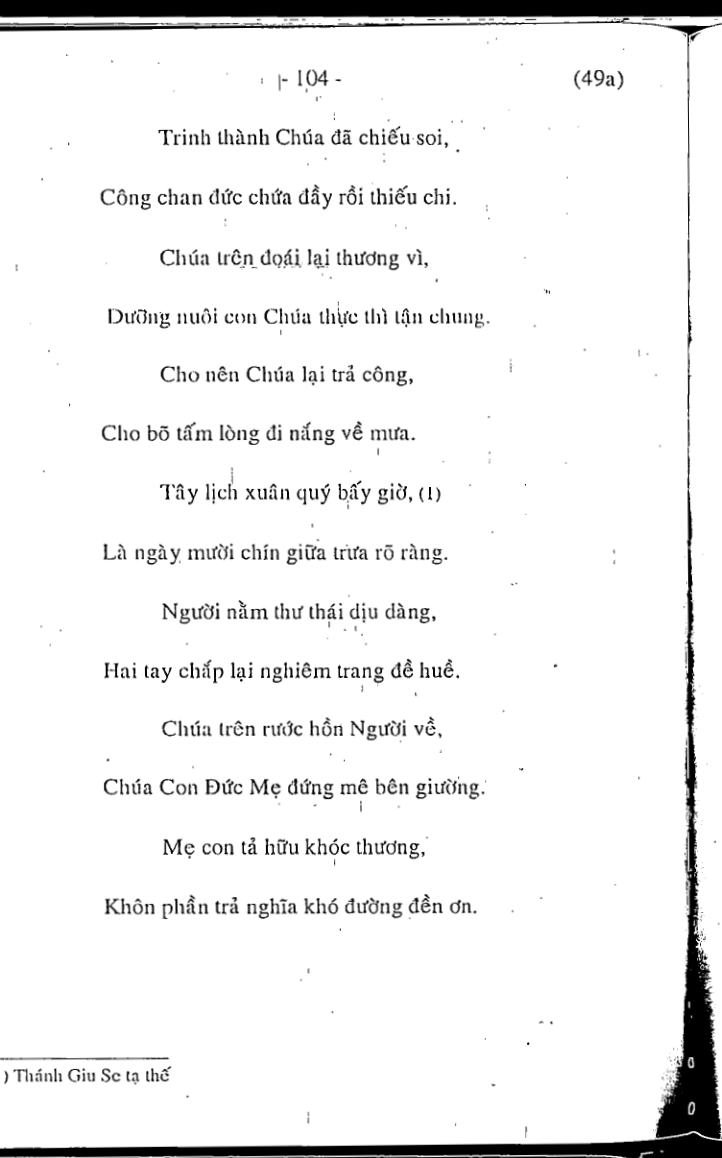 - 104 - (49a)
Trinh thành Chúa đã chiếu soi,
Công chan đức chứa đầy rồi thiếu chi.
Chúa trên đoái lại thương vì,
Dưỡng nuôi con Chúa thực thì tận chung.
Cho nên Chúa lại trả công,
Cho bõ tấm lòng đi nắng về mưa.
Tây lịch xuân quý bấy giờ, (1)
Là ngày mười chín giữa trưa rõ ràng.
Người nằm thư thái dịu dàng,
Hai tay chắp lại nghiêm trang đề huề.
Chúa trên rước hồn Người về,
Chúa Con Đức Mẹ đứng mê bên giường.
Mẹ con tả hữu khóc thương,
Khôn phần trả nghĩa khó đường đền ơn.
) Thánh Giu Se tạ thế